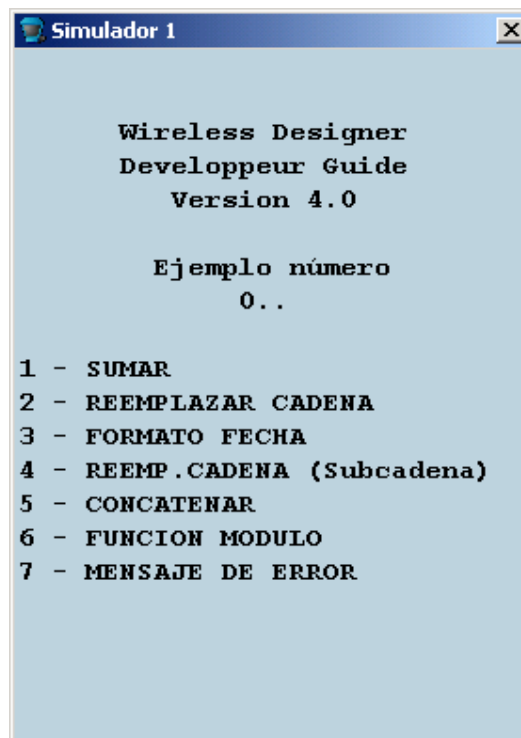 Simulador 1
Wireless Designer
Developpeur Guide
Version 4.0
Ejemplo número
0..
1 - SUMAR
2 - REEMPLAZAR CADENA
3 - FORMATO FECHA
4 - REEMP.CADENA (Subcadena)
5 - CONCATENAR
6 - FUNCION MODULO
7 - MENSAJE DE ERROR